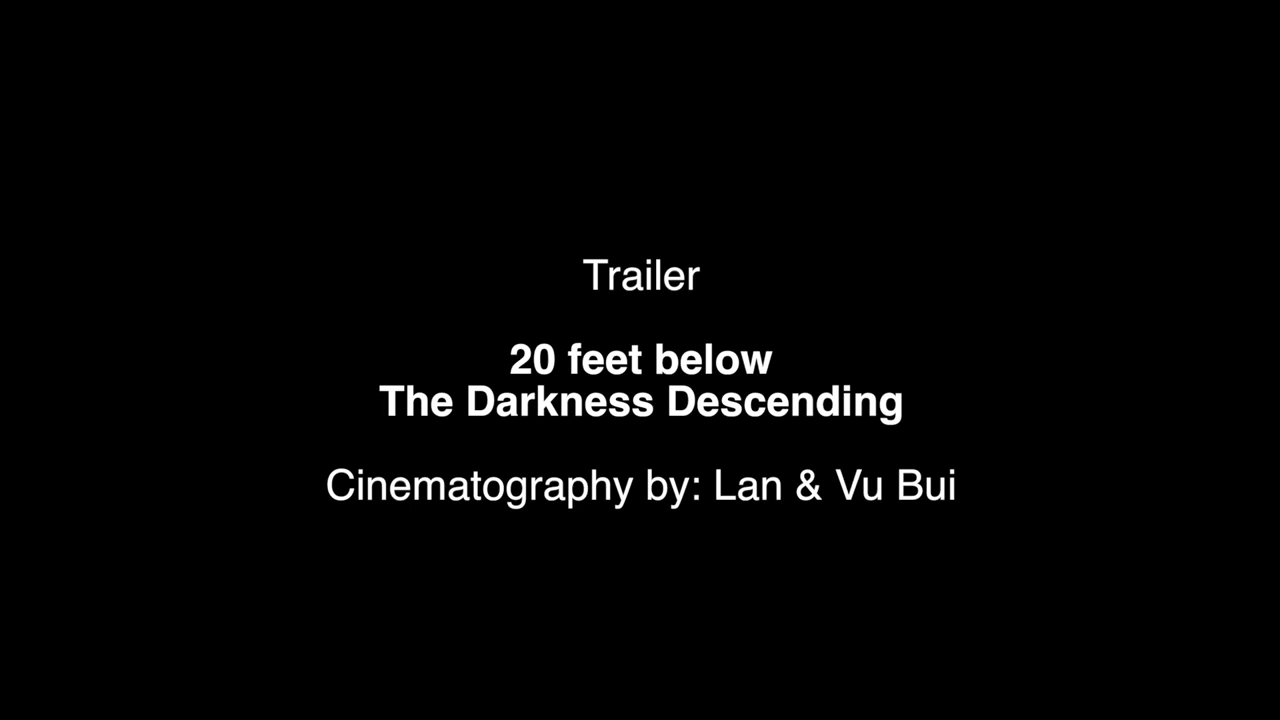 Trailer
20 feet below
The Darkness Descending
Cinematography by: Lan & Vu Bui